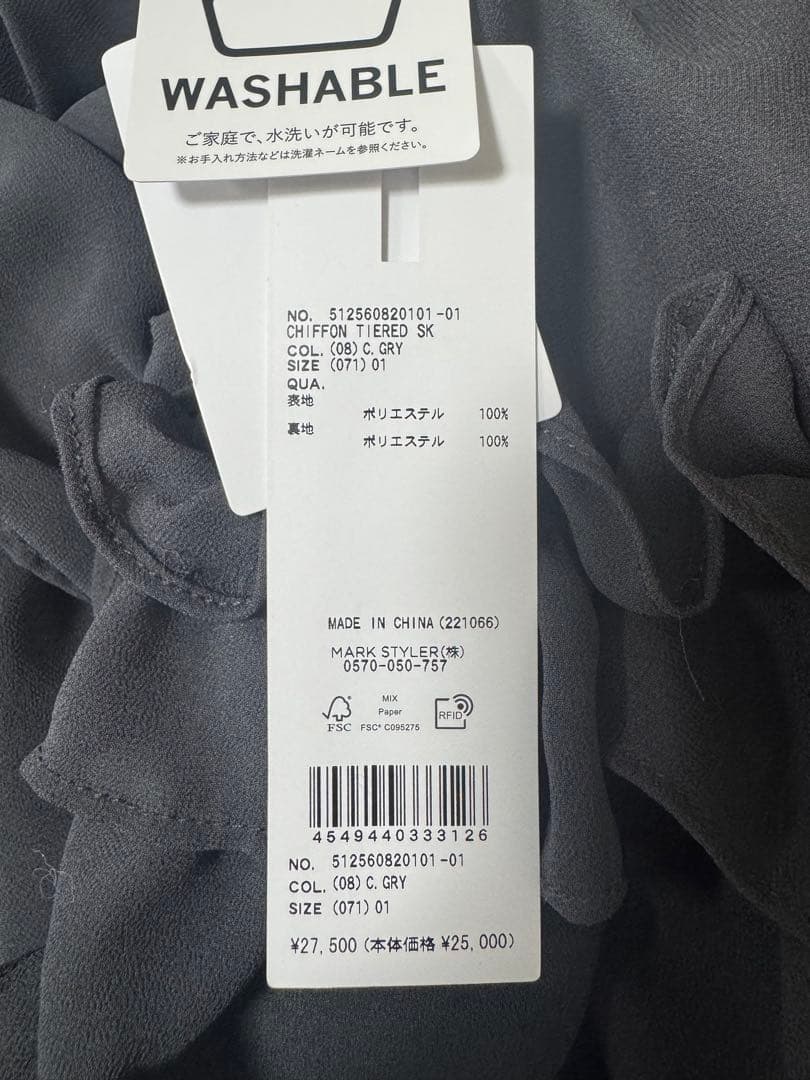 WASHABLE
ご家庭で、水洗いが可能です。
※お手入れ方法などは洗濯ネームを参照ください。
NO. 512560820101-01
CHIFFON TIERED SK
COL. (08) C. GRY
SIZE (071) 01
QUA.
表地
ポリエステル 100%
裏地
ポリエステル 100%
MADE IN CHINA (221066)
MARK STYLER(株)
0570-050-757
MIX
Paper
FSC FSC® C095275
RFID
4549440333126
NO. 512560820101-01
COL. (08) C. GRY
SIZE (071) 01
¥27,500 (本体価格 ¥25,000)